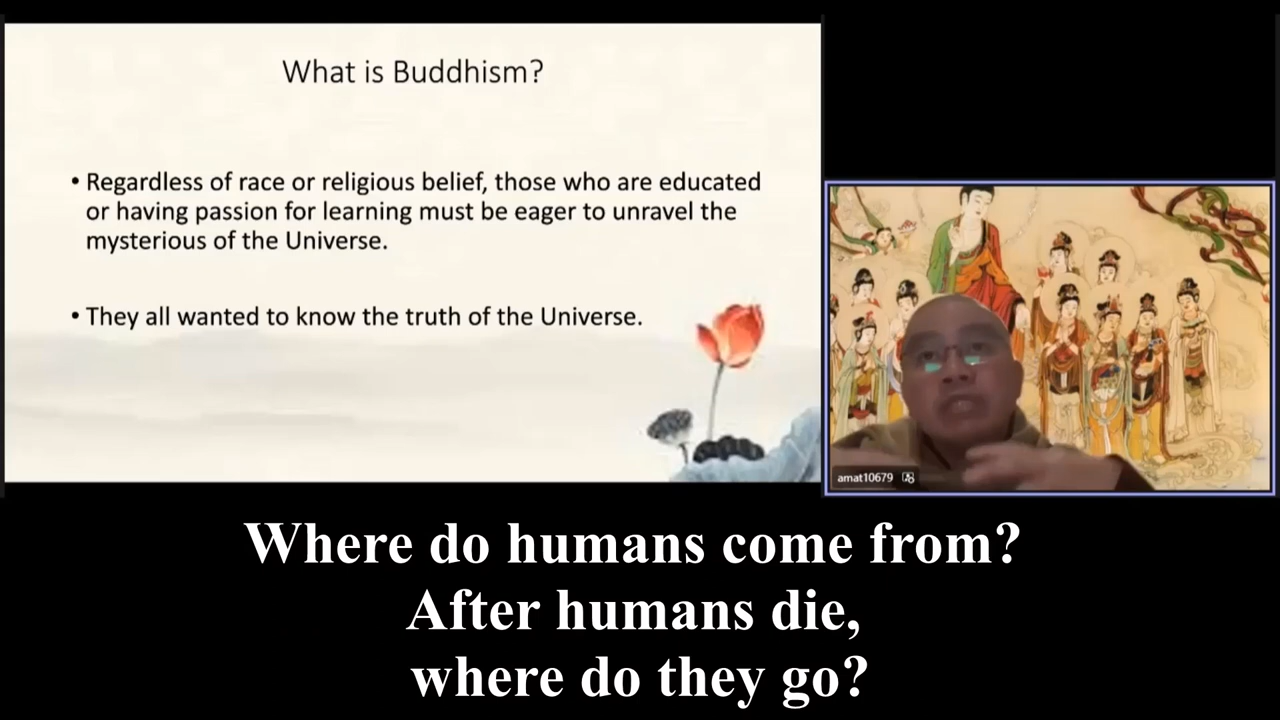 What is Buddhism?
• Regardless of race or religious belief, those who are educated
or having passion for learning must be eager to unravel the
mysterious of the Universe.
• They all wanted to know the truth of the Universe.
amat10679
Where do humans come from?
After humans die,
where do they go?